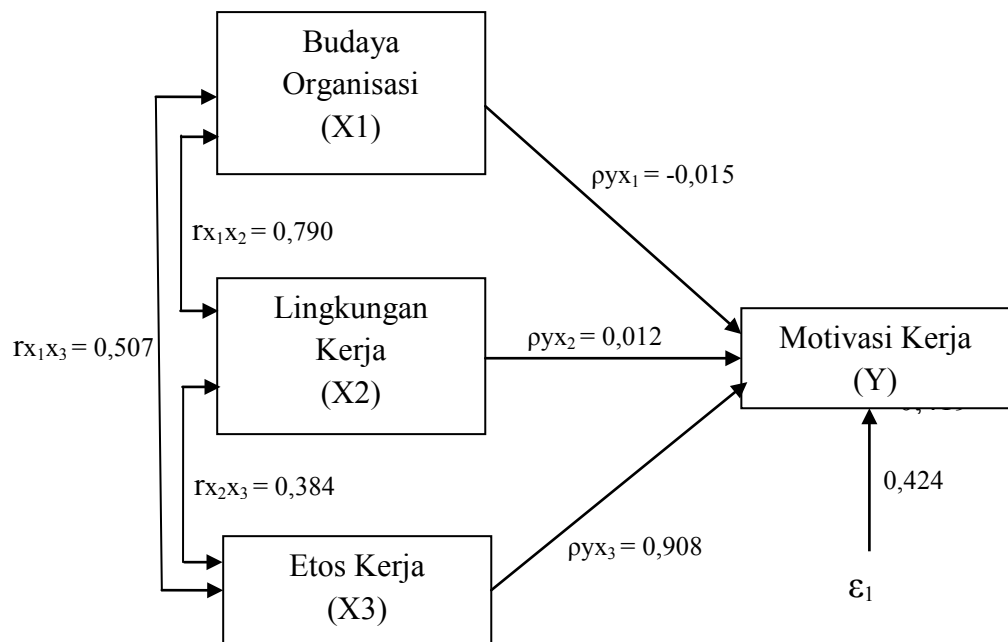 Budaya
Organisasi
(X1)
ρyx₁ = -0,015
rx₁x₂ = 0,790
Lingkungan
Kerja
(X2)
rx₁x₃ = 0,507
ρyx₂ = 0,012
Motivasi Kerja
(Y)
rx₂x₃ = 0,384
0,424
Etos Kerja
(X3)
ρyx₃ = 0,908
ε₁